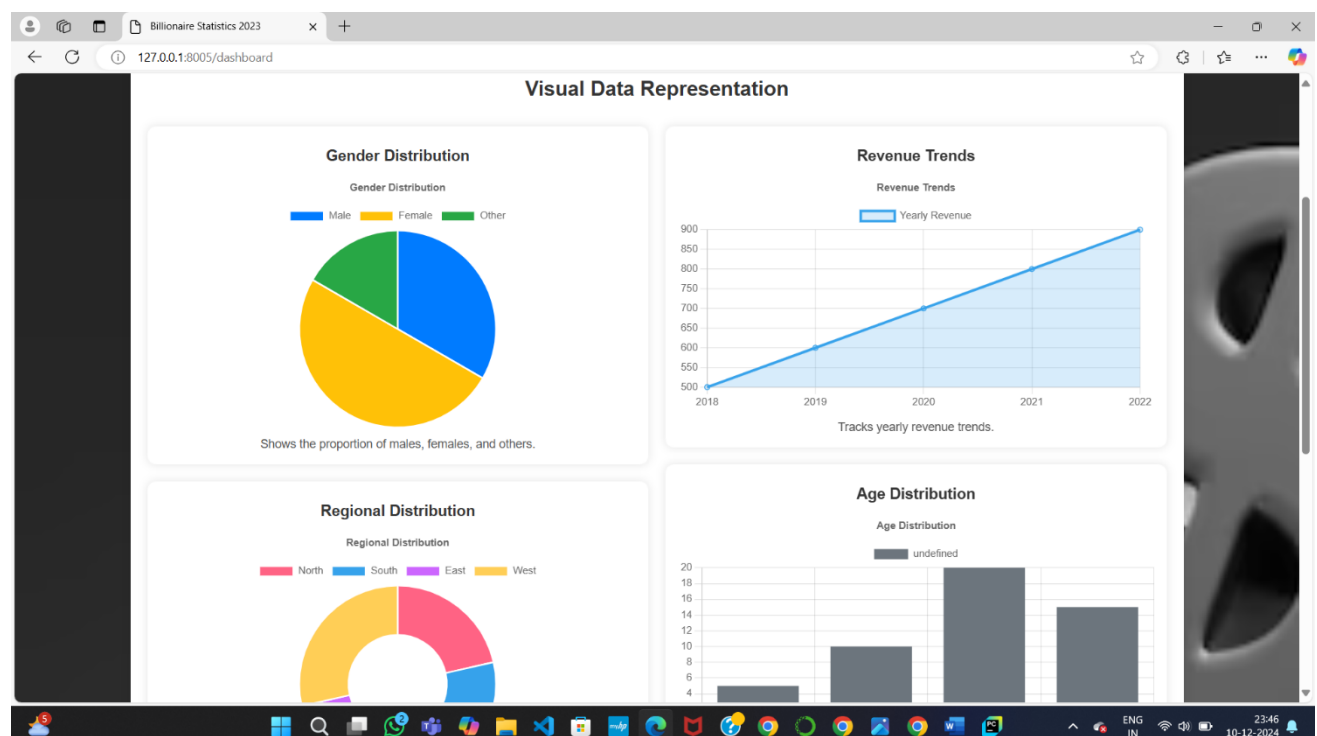 Billionaire Statistics 2023
127.0.0.1:8005/dashboard
Visual Data Representation
Gender Distribution
Gender Distribution
Male Female Other
Shows the proportion of males, females, and others.
Revenue Trends
Revenue Trends
Yearly Revenue
900
850
800
750
700
650
600
550
500
2018 2019 2020 2021 2022
Tracks yearly revenue trends.
Regional Distribution
Regional Distribution
North South East West
Age Distribution
Age Distribution
undefined
20
18
16
14
12
10
8
6
4
5
2
ENG
IN
23:46
10-12-2024